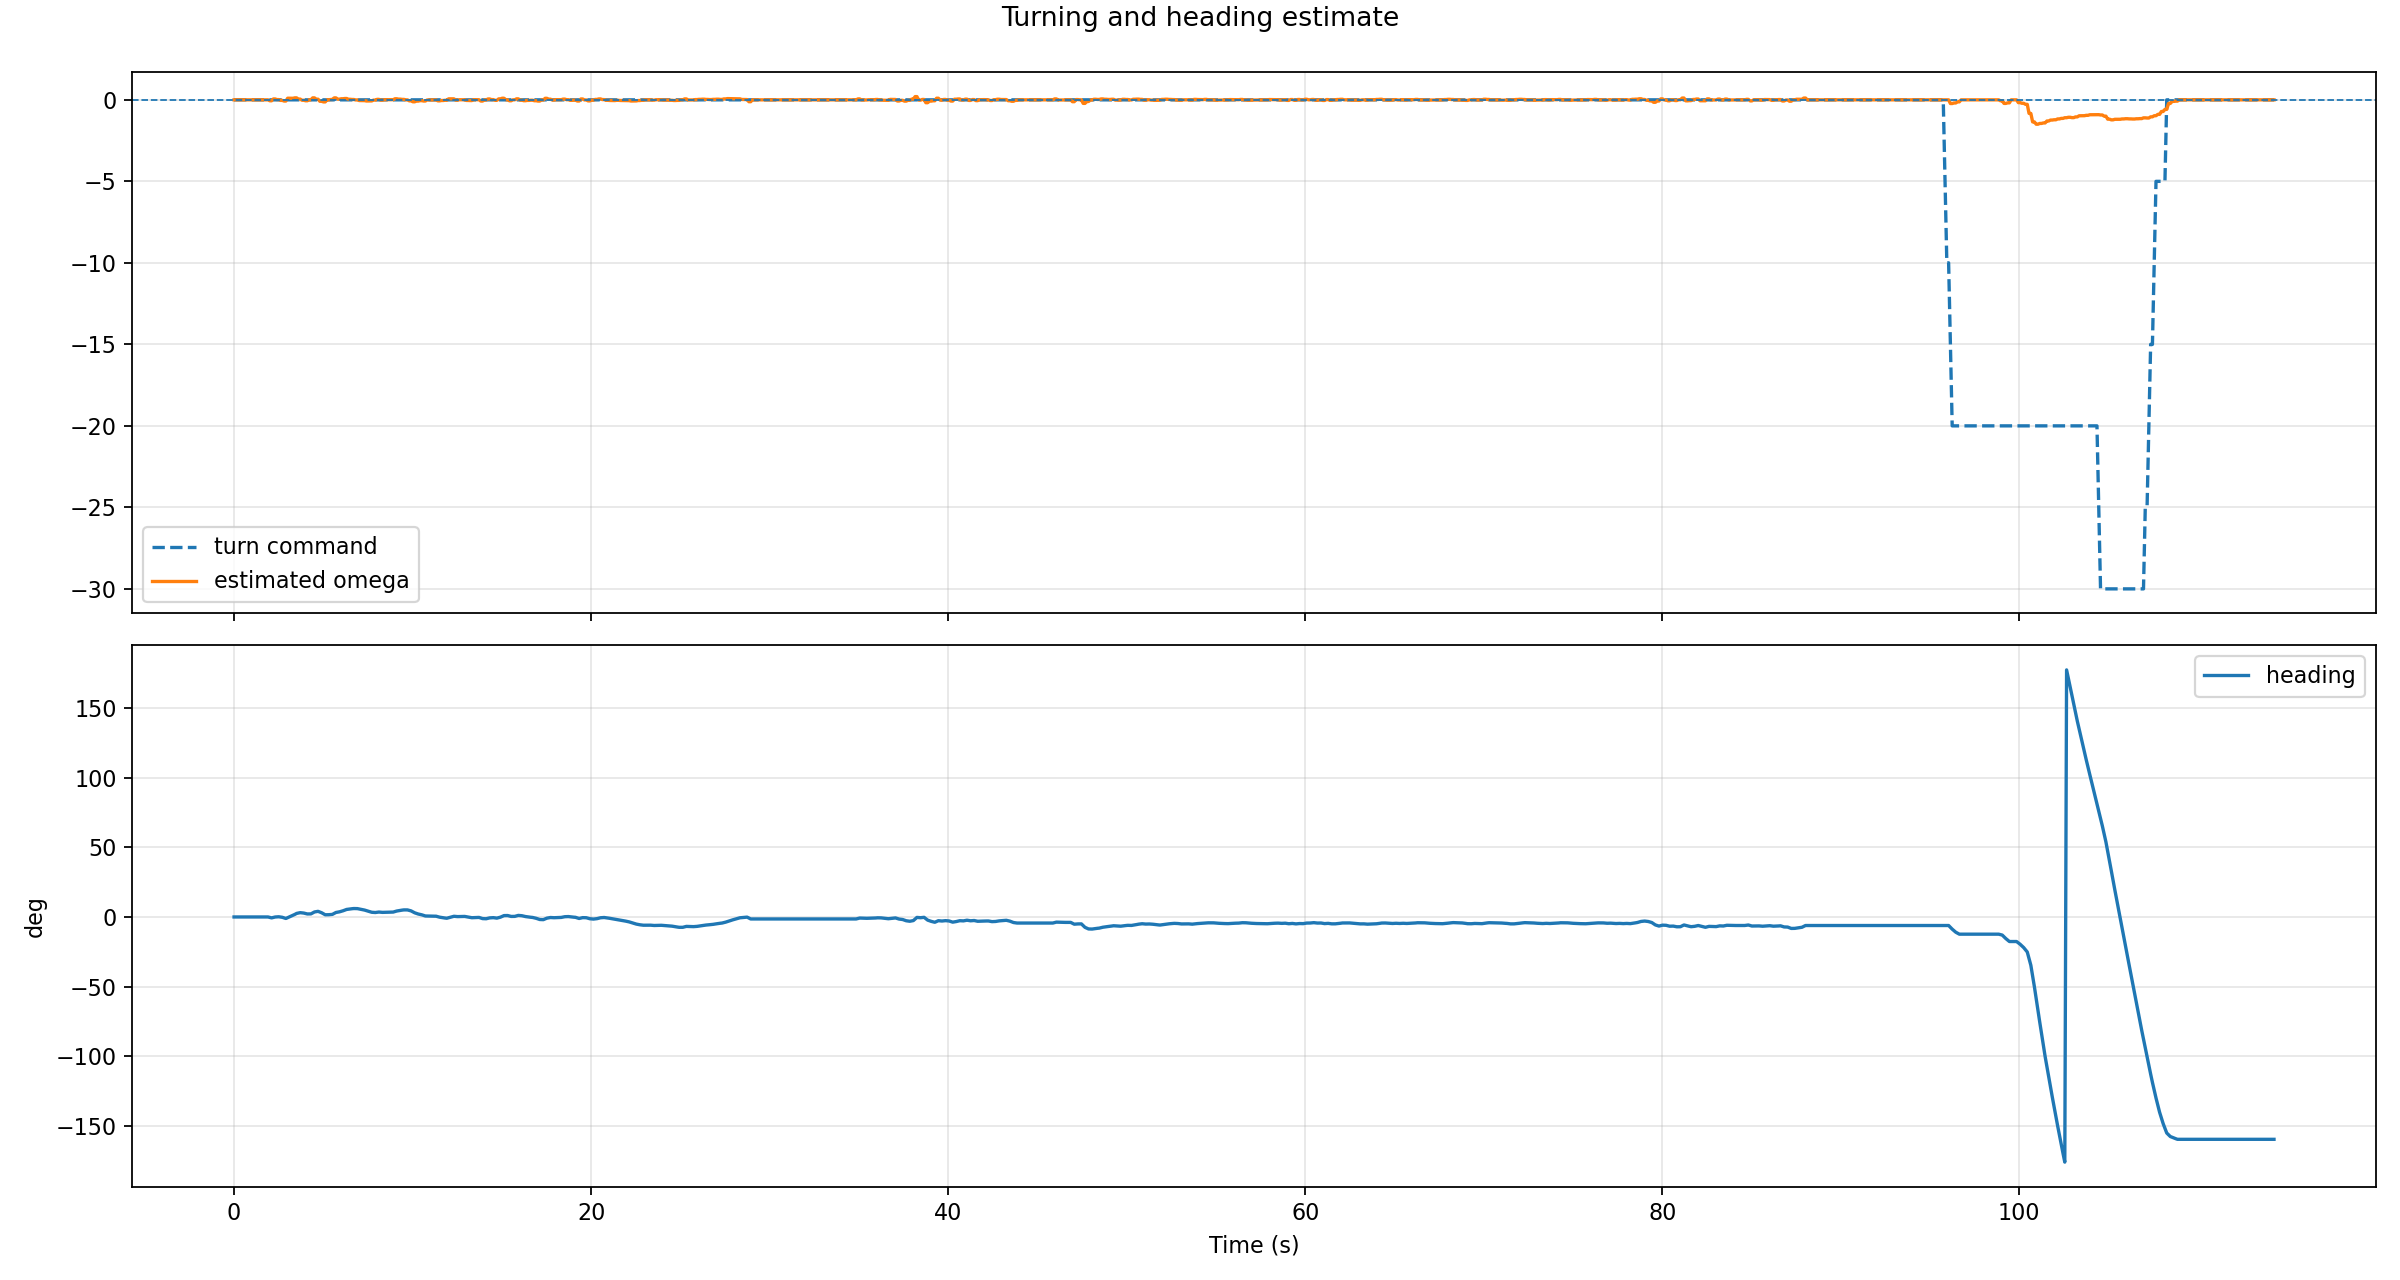 Turning and heading estimate
0
−5
−10
−15
−20
−25
−30
turn command
estimated omega
150
100
50
0
−50
−100
−150
deg
heading
0 20 40 60 80 100
Time (s)